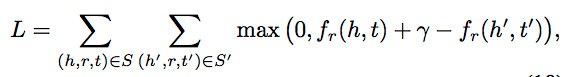 L = ∑_{(h,r,t)∈S} ∑_{(h′,r,t′)∈S′} max (0, f_r(h, t) + γ − f_r(h′, t′)),